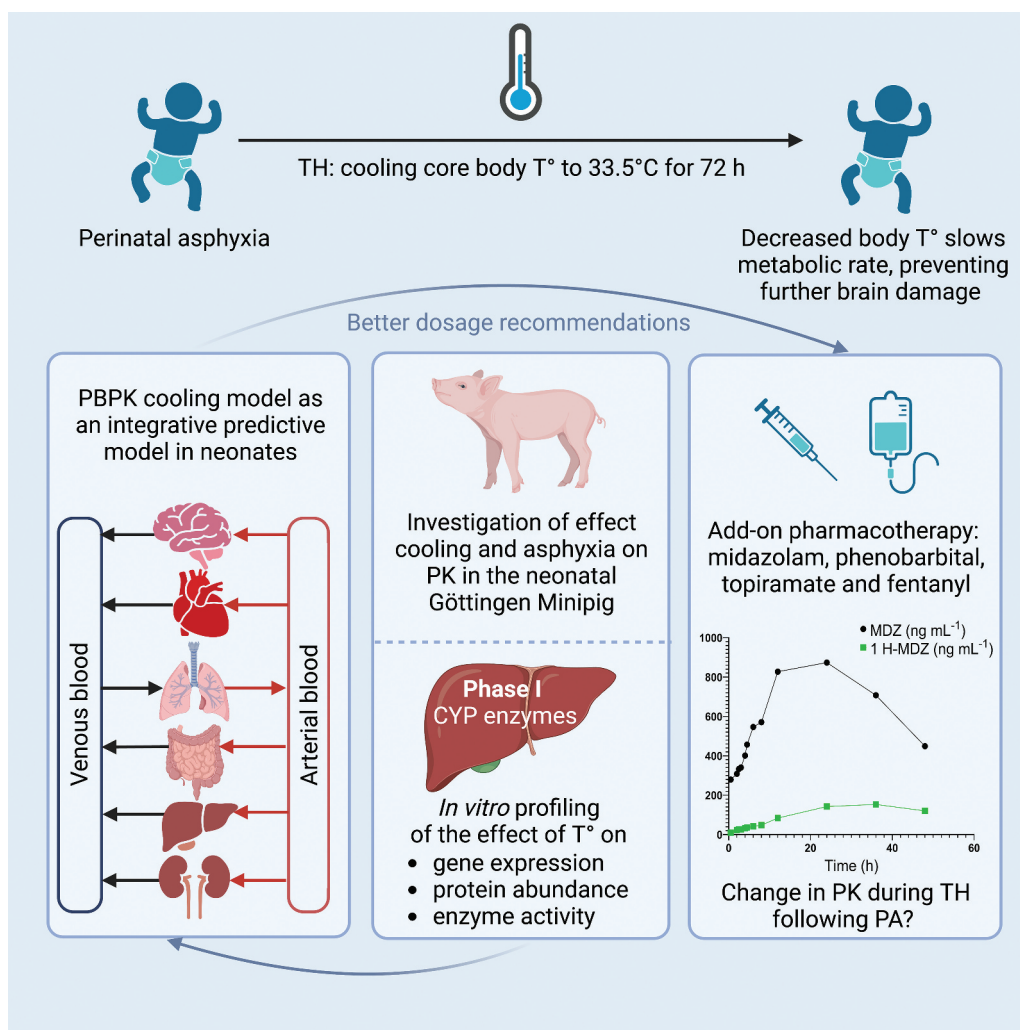 TH: cooling core body T° to 33.5°C for 72 h
Perinatal asphyxia
Decreased body T° slows
metabolic rate, preventing
further brain damage
Better dosage recommendations
PBPK cooling model as
an integrative predictive
model in neonates
Venous blood
Arterial blood
Investigation of effect
cooling and asphyxia on
PK in the neonatal
Göttingen Minipig
Phase I
CYP enzymes
In vitro profiling
of the effect of T° on
• gene expression
• protein abundance
• enzyme activity
Add-on pharmacotherapy:
midazolam, phenobarbital,
topiramate and fentanyl
MDZ (ng mL⁻¹)
1 H-MDZ (ng mL⁻¹)
1000
800
600
400
200
0
0 20 40 60
Time (h)
Change in PK during TH
following PA?